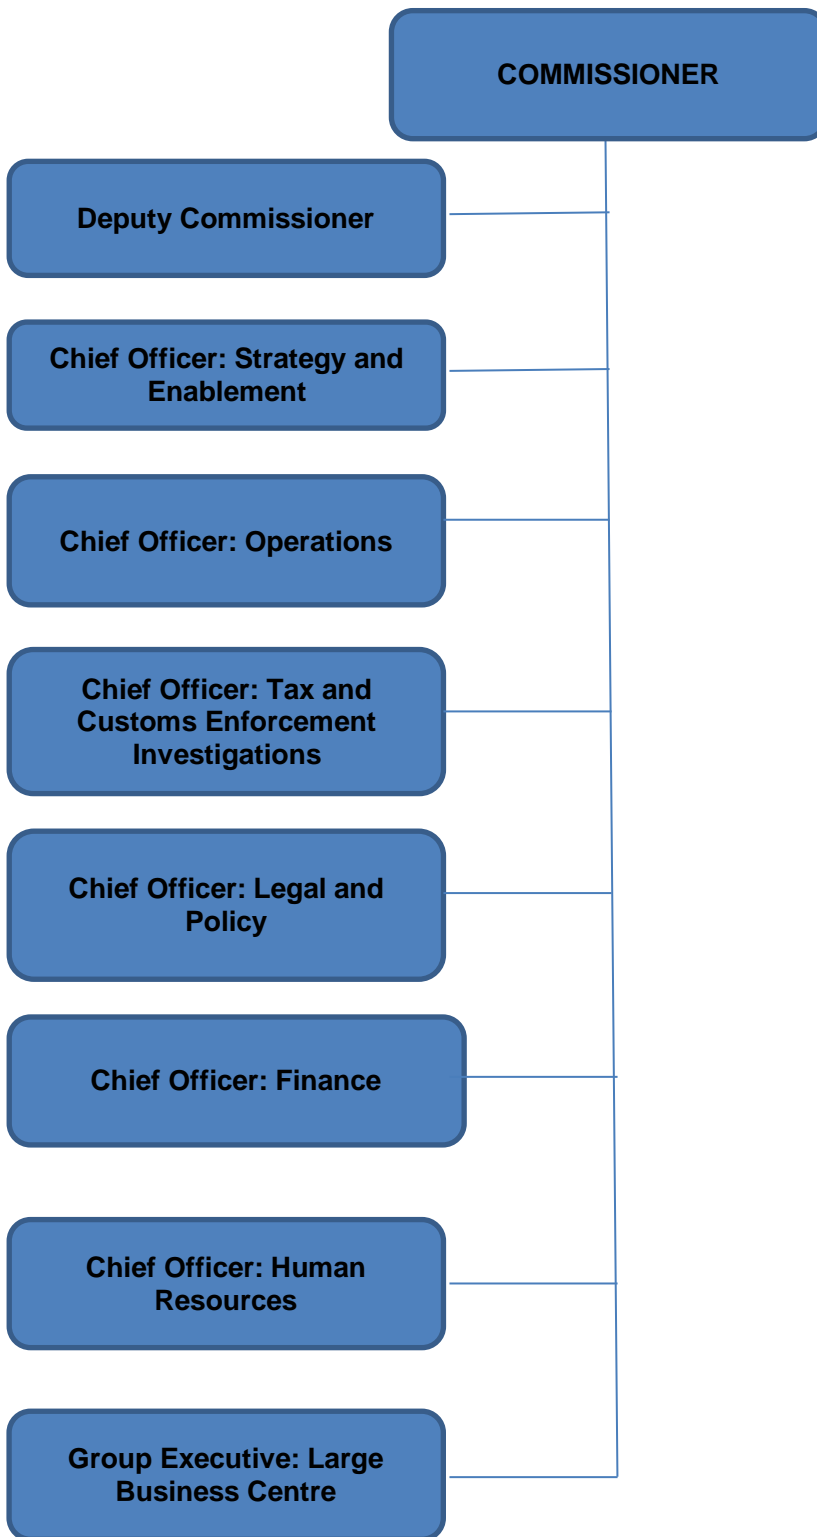 COMMISSIONER
Deputy Commissioner
Chief Officer: Strategy and
Enablement
Chief Officer: Operations
Chief Officer: Tax and
Customs Enforcement
Investigations
Chief Officer: Legal and
Policy
Chief Officer: Finance
Chief Officer: Human
Resources
Group Executive: Large
Business Centre